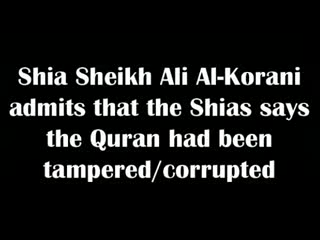 Shia Sheikh Ali Al-Korani
admits that the Shias says
the Quran had been
tampered/corrupted